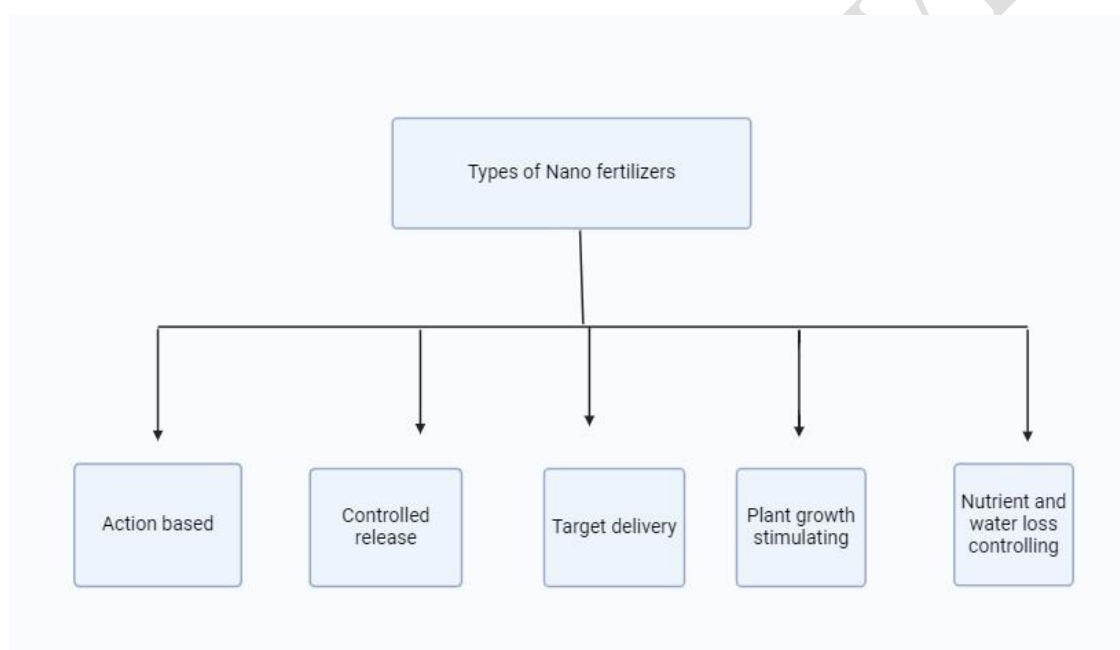 Types of Nano fertilizers
Action based
Controlled
release
Target delivery
Plant growth
stimulating
Nutrient and
water loss
controlling